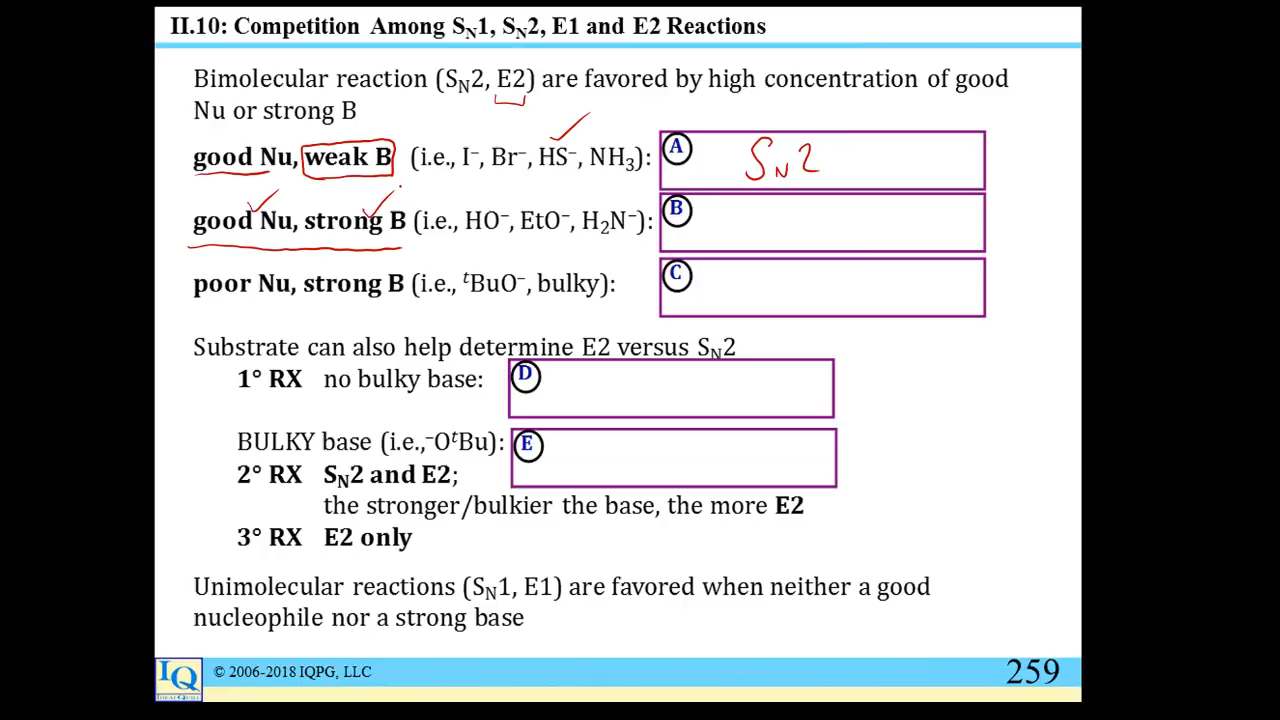 II.10: Competition Among SN1, SN2, E1 and E2 Reactions
Bimolecular reaction (SN2, E2) are favored by high concentration of good
Nu or strong B
good Nu, weak B (i.e., I⁻, Br⁻, HS⁻, NH₃): A SN2
good Nu, strong B (i.e., HO⁻, EtO⁻, H₂N⁻): B
poor Nu, strong B (i.e., ᵗBuO⁻, bulky): C
Substrate can also help determine E2 versus SN2
1° RX no bulky base: D
BULKY base (i.e.,⁻OᵗBu): E
2° RX SN2 and E2;
the stronger/bulkier the base, the more E2
3° RX E2 only
Unimolecular reactions (SN1, E1) are favored when neither a good
nucleophile nor a strong base
IQ
IDEALQUILL
© 2006-2018 IQPG, LLC
259